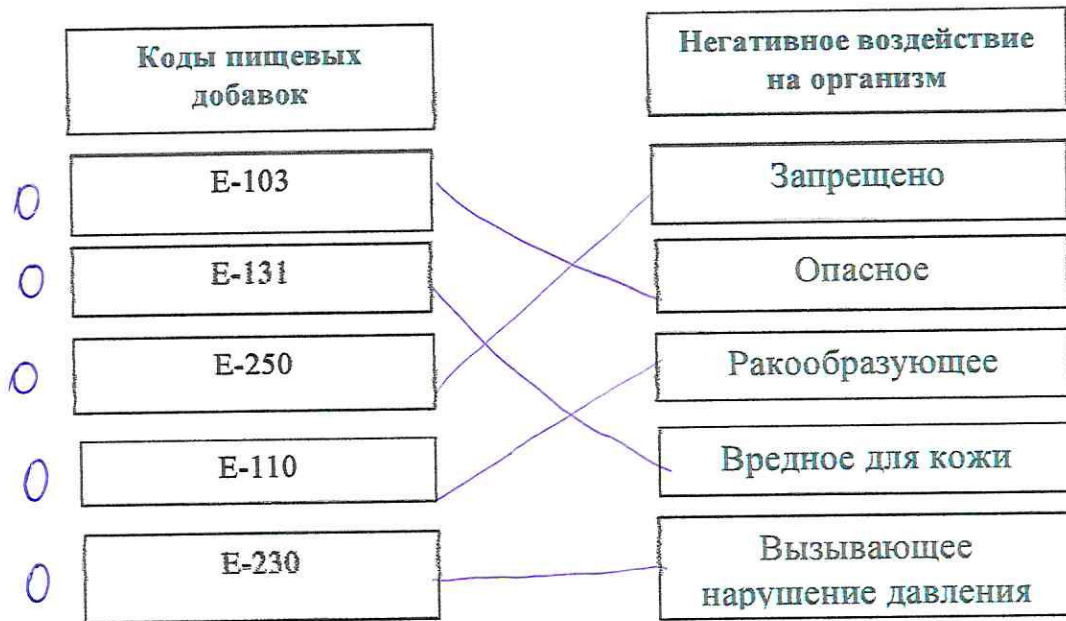 Коды пищевых
добавок
Негативное воздействие
на организм
0
E-103
Запрещено
0
E-131
Опасное
0
E-250
Ракообразующее
0
E-110
Вредное для кожи
0
E-230
Вызывающее
нарушение давления